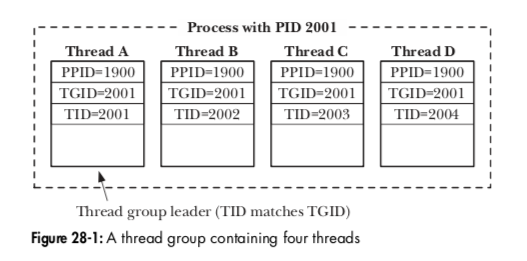 Process with PID 2001
Thread A Thread B Thread C Thread D
PPID=1900 PPID=1900 PPID=1900 PPID=1900
TGID=2001 TGID=2001 TGID=2001 TGID=2001
TID=2001 TID=2002 TID=2003 TID=2004
Thread group leader (TID matches TGID)
Figure 28-1: A thread group containing four threads